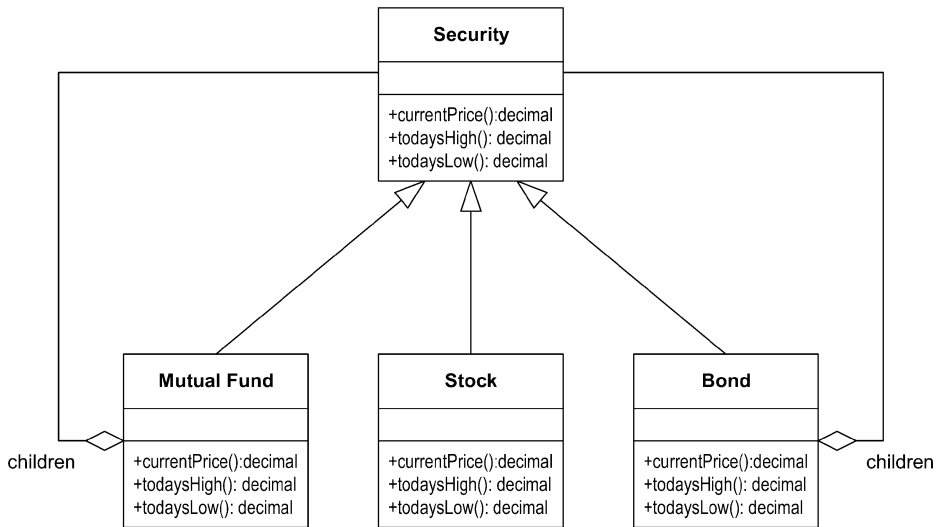 Security
+currentPrice():decimal
+todaysHigh(): decimal
+todaysLow(): decimal
Mutual Fund
+currentPrice():decimal
+todaysHigh(): decimal
+todaysLow(): decimal
children
Stock
+currentPrice():decimal
+todaysHigh(): decimal
+todaysLow(): decimal
Bond
+currentPrice():decimal
+todaysHigh(): decimal
+todaysLow(): decimal
children